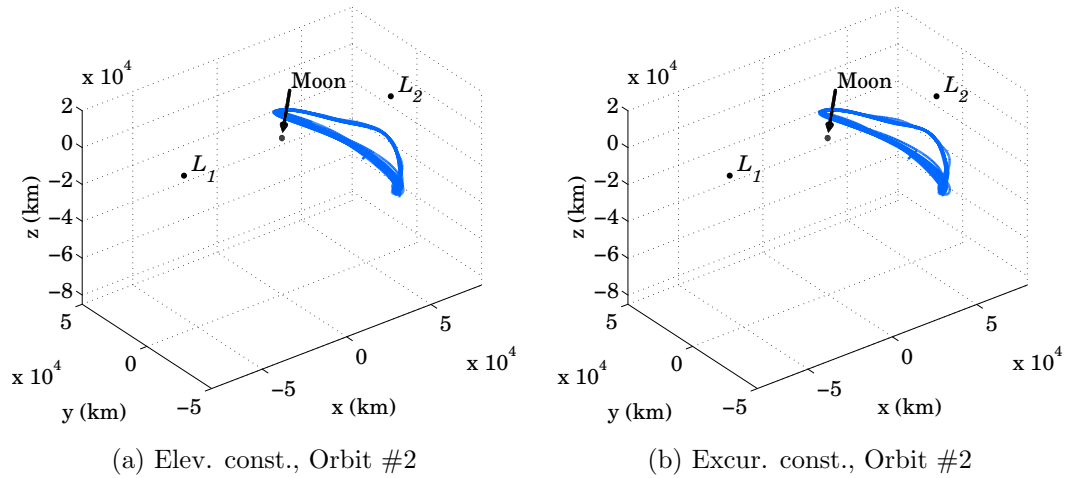 x 10^4
Moon
L_2
2
0
−2
−4
−6
−8
z (km)
L_1
5
0
−5
x 10^4
y (km)
−5
0
5
x 10^4
x (km)
(a) Elev. const., Orbit #2
x 10^4
Moon
L_2
2
0
−2
−4
−6
−8
z (km)
L_1
5
0
−5
x 10^4
y (km)
−5
0
5
x 10^4
x (km)
(b) Excur. const., Orbit #2